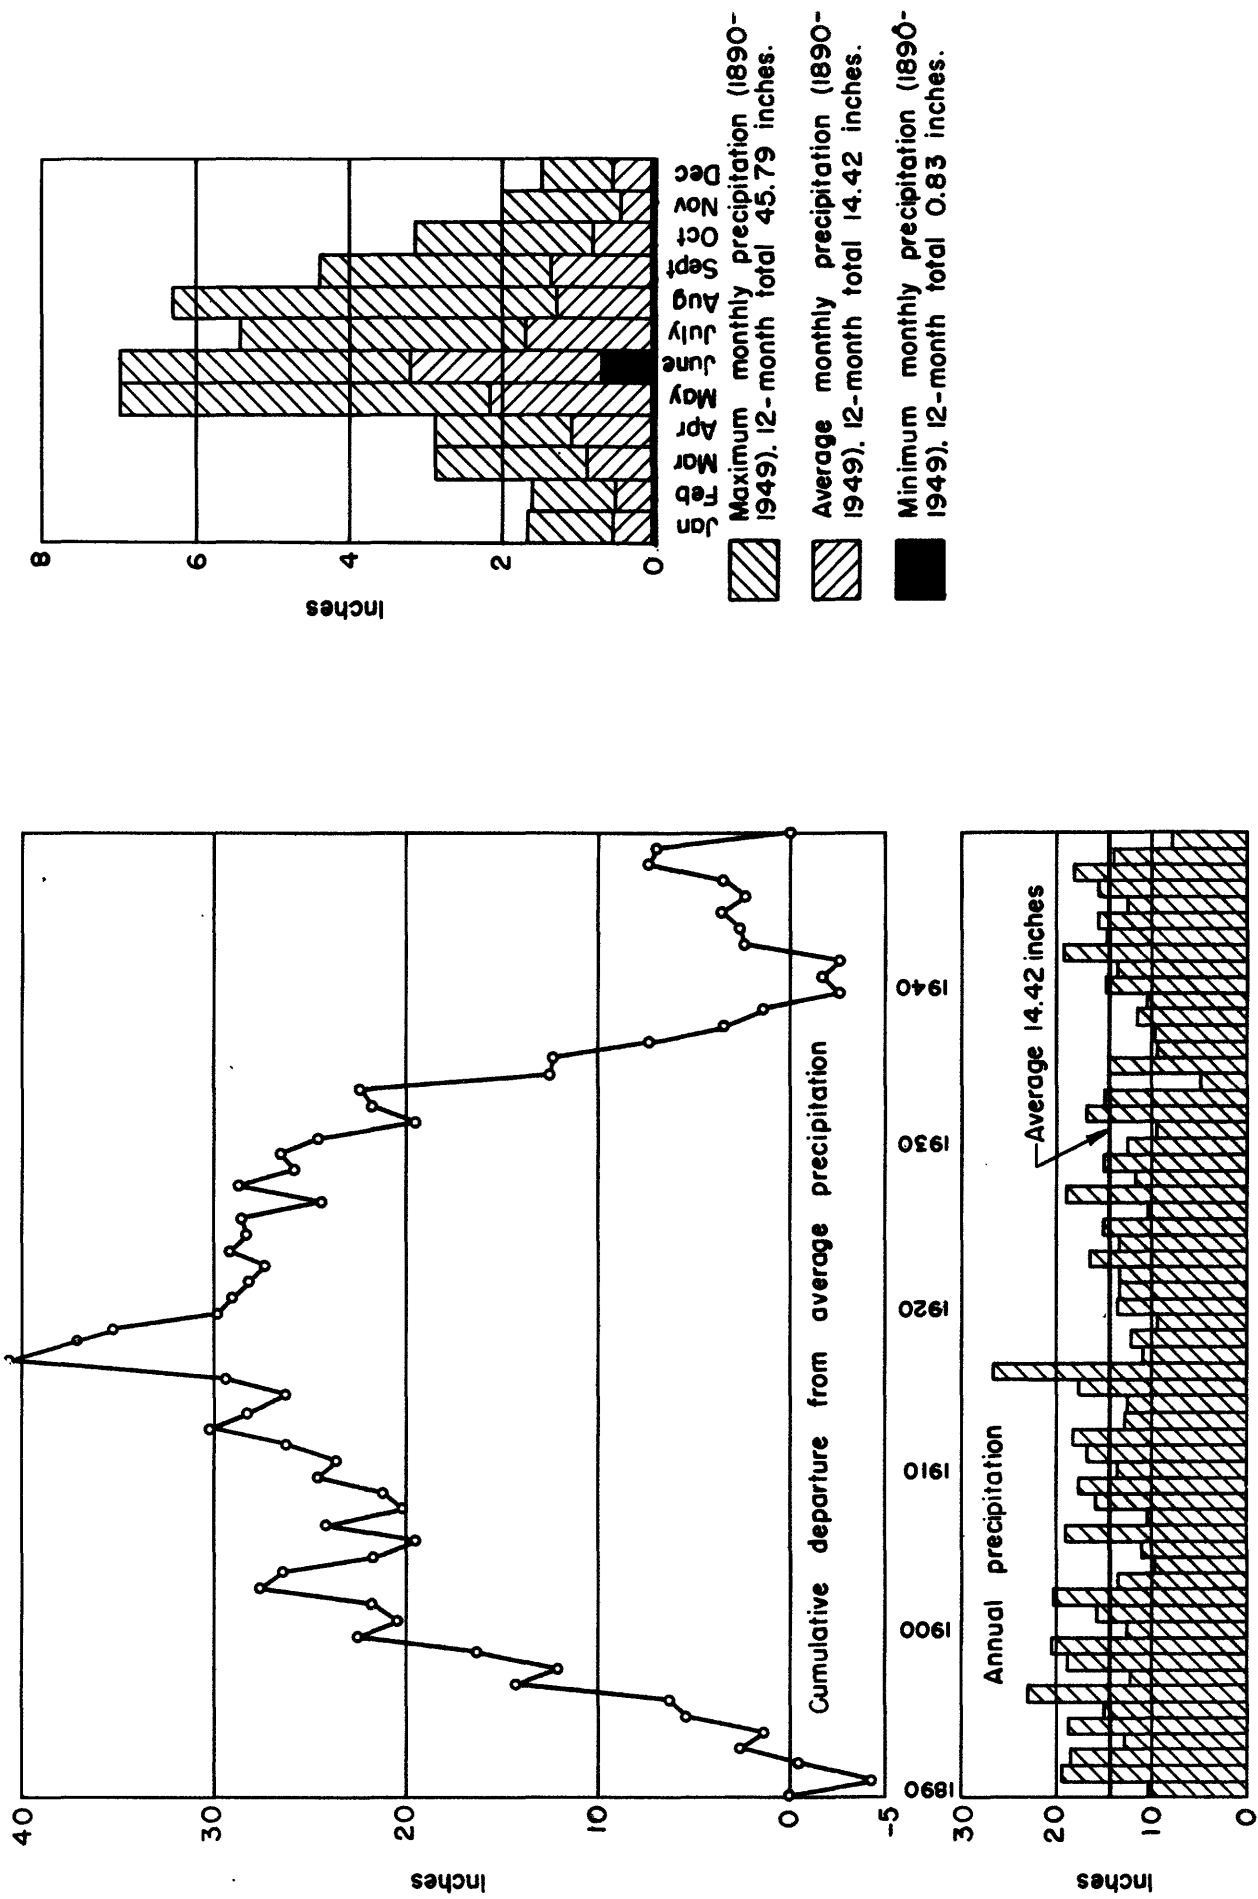 40
30
20
10
0
-5
Inches
Cumulative departure from average precipitation
1890
1900
1910
1920
1930
1940
30
20
10
0
Inches
Annual precipitation
Average 14.42 inches
8
6
4
2
0
Inches
Jan
Feb
Mar
Apr
May
June
July
Aug
Sept
Oct
Nov
Dec
Maximum monthly precipitation (1890-
1949). 12-month total 45.79 inches.
Average monthly precipitation (1890-
1949). 12-month total 14.42 inches.
Minimum monthly precipitation (1890-
1949). 12-month total 0.83 inches.